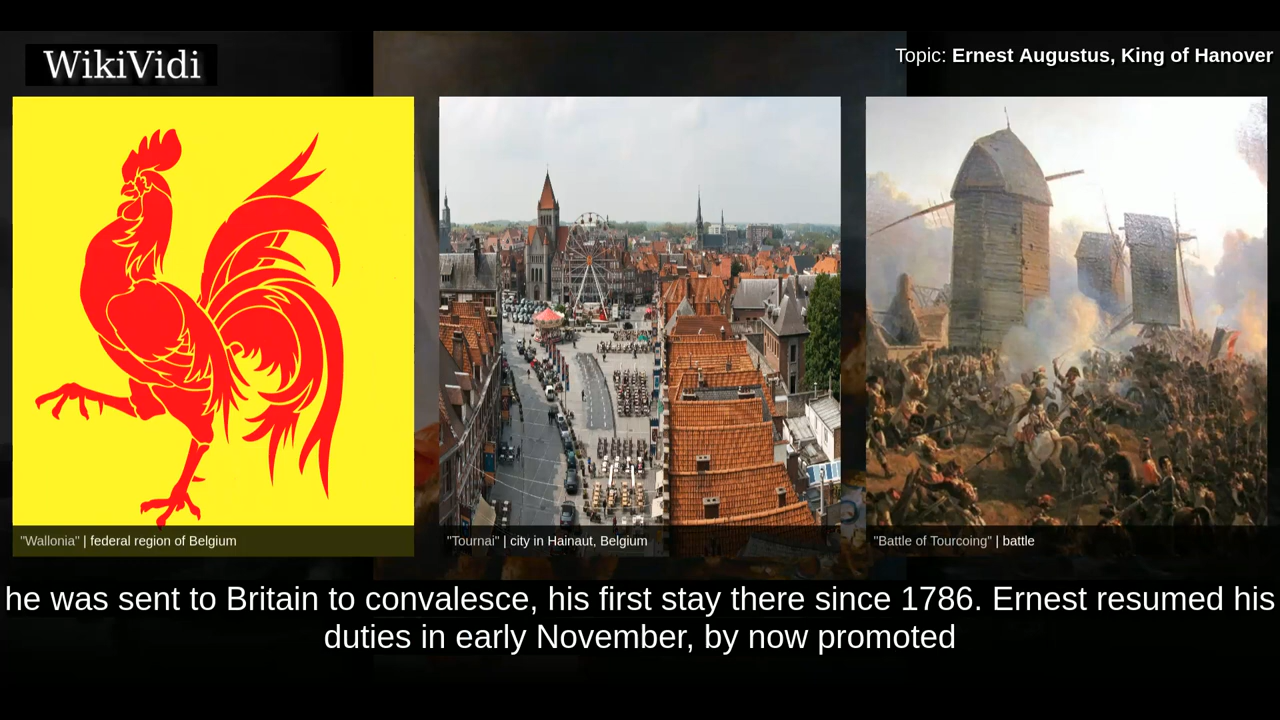 WikiVidi
Topic: Ernest Augustus, King of Hanover
"Wallonia" | federal region of Belgium
"Tournai" | city in Hainaut, Belgium
"Battle of Tourcoing" | battle
he was sent to Britain to convalesce, his first stay there since 1786. Ernest resumed his
duties in early November, by now promoted